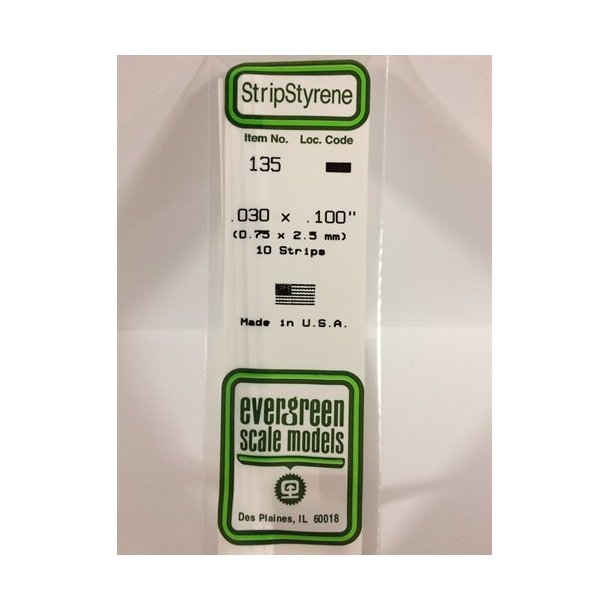 StripStyrene
Item No. Loc. Code
135
.030 x .100"
(0.75 x 2.5 mm)
10 Strips
Made in U.S.A.
evergreen
scale models
Des Plaines, IL 60018